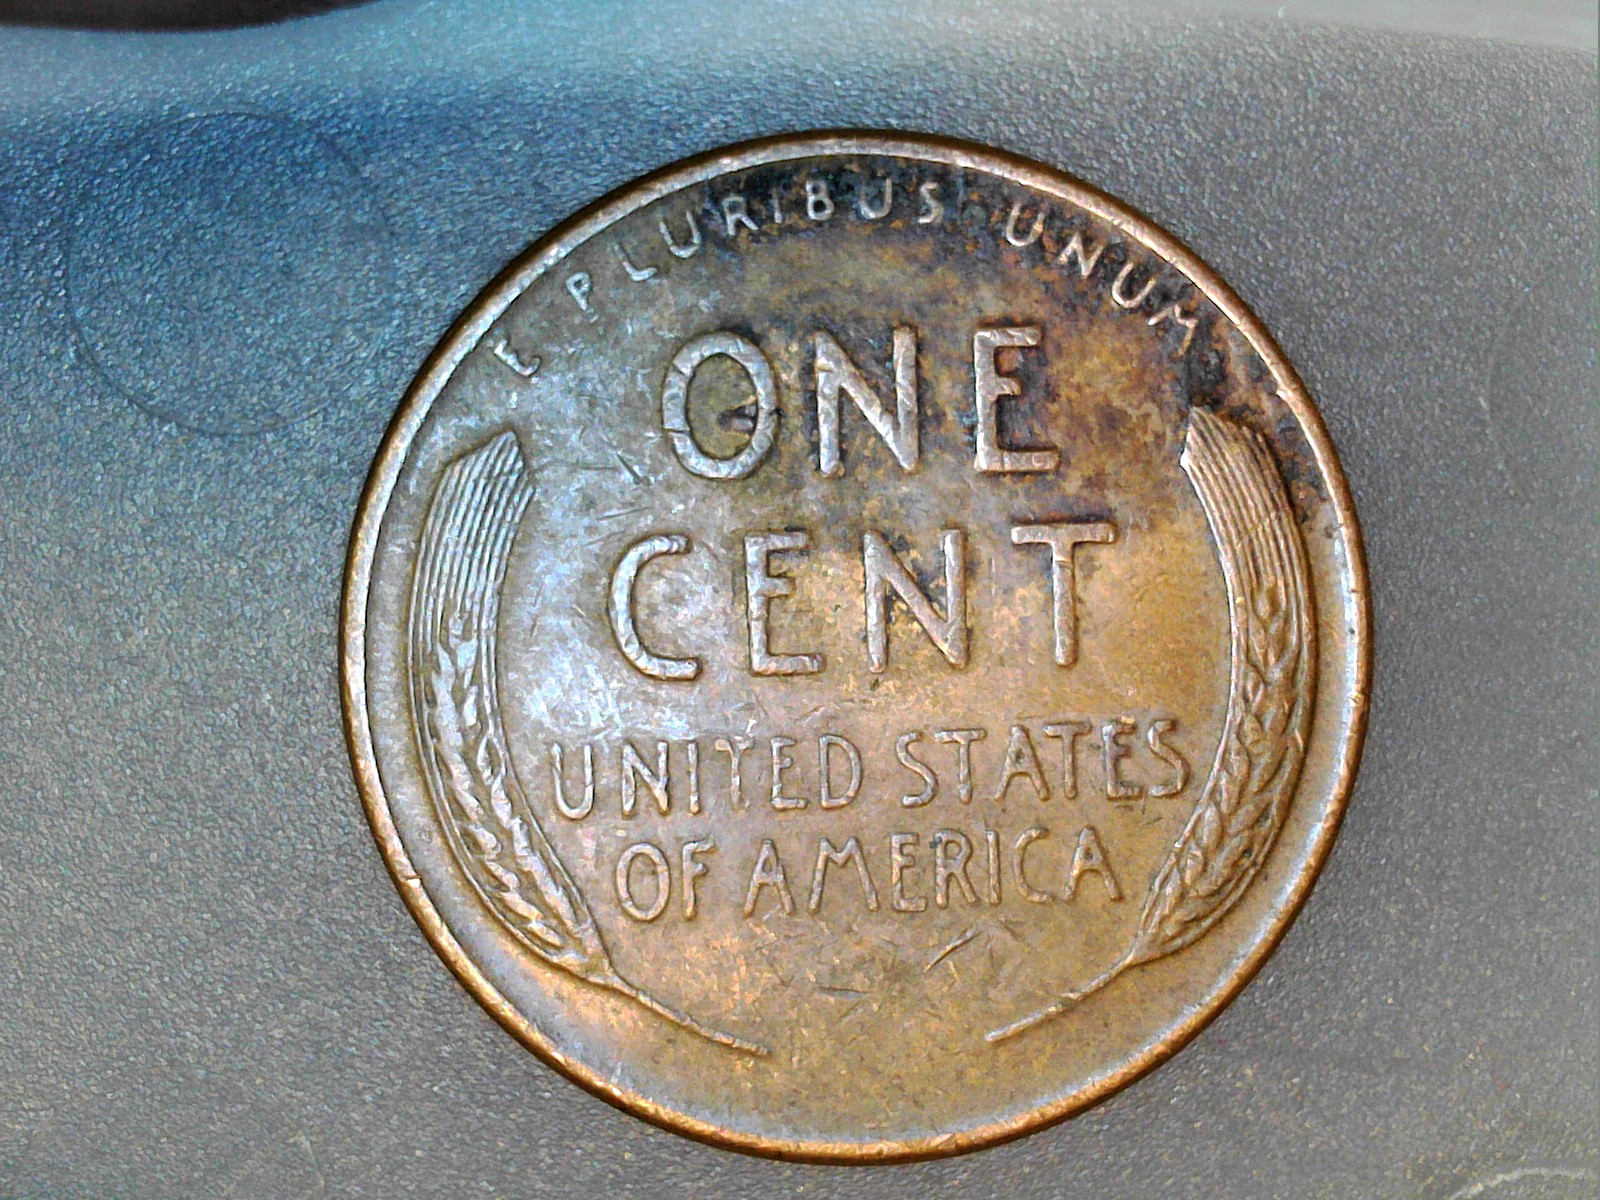 E PLURIBUS UNUM
ONE
CENT
UNITED STATES
OF AMERICA